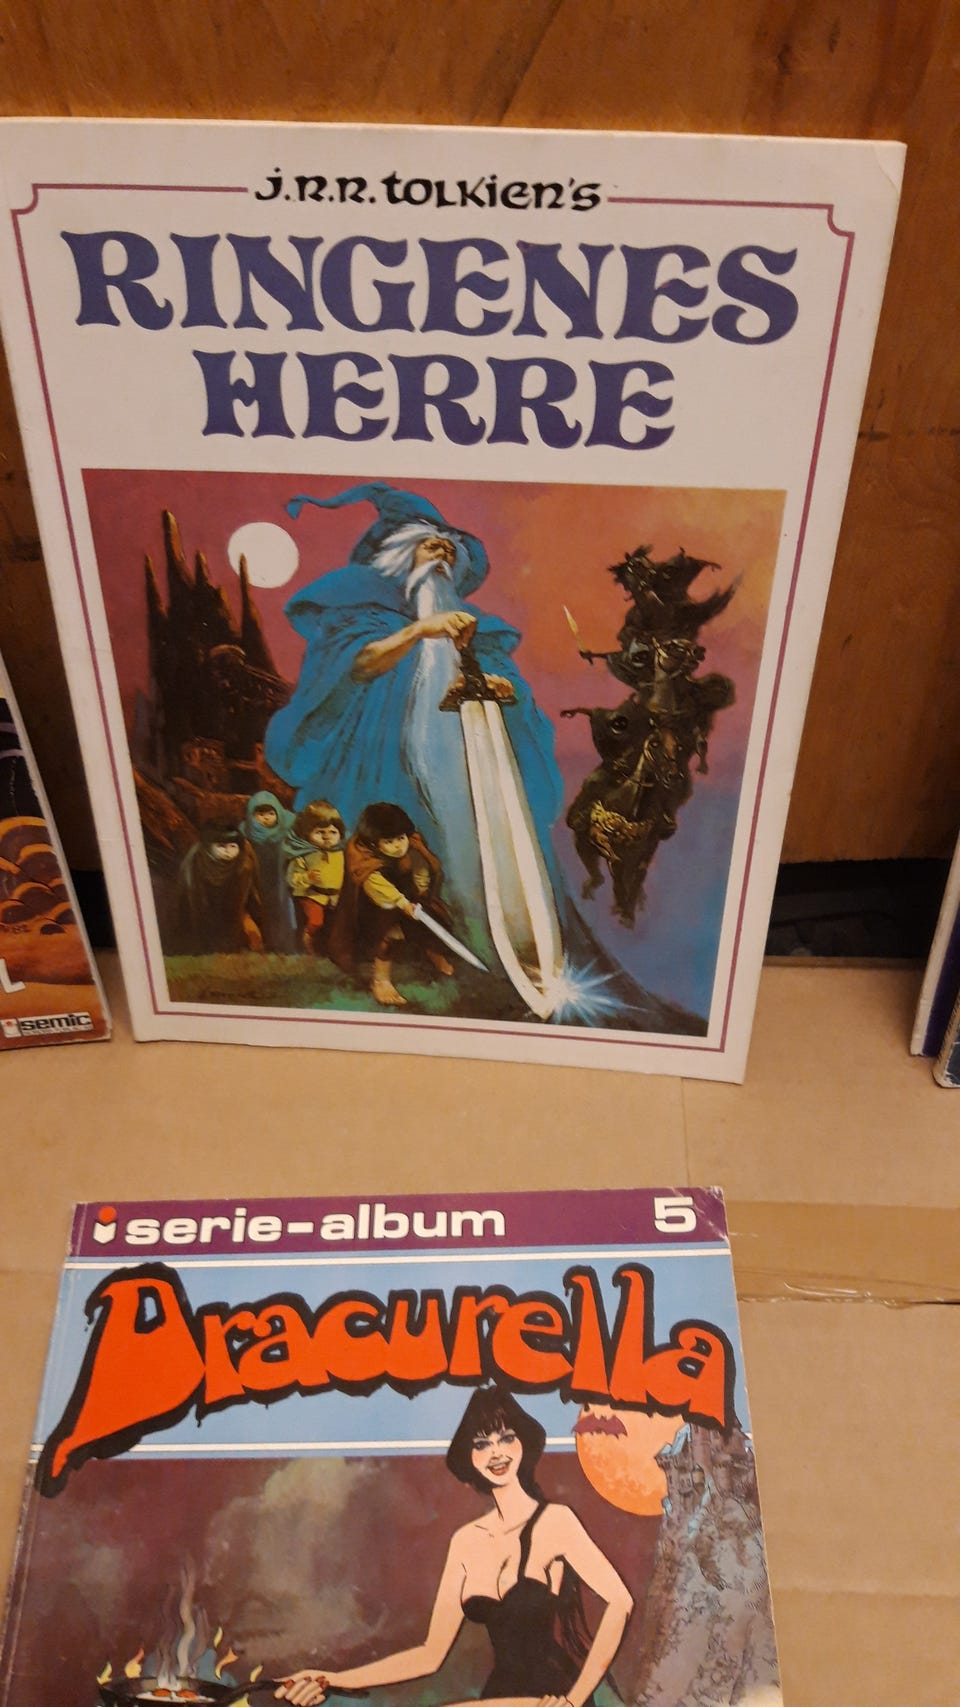 J.R.R. TOLKIEN'S
RINGENES
HERRE
L
semic
serie-album 5
Dracurella